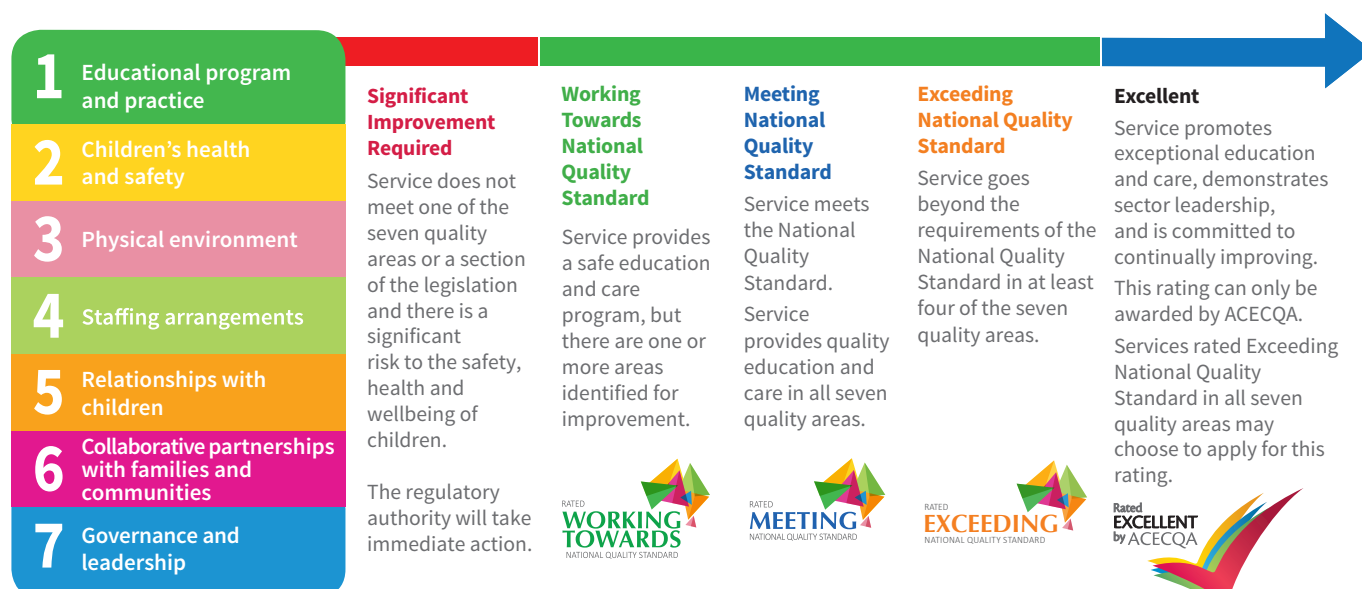 1
Educational program
and practice
2
Children's health
and safety
3
Physical environment
4
Staffing arrangements
5
Relationships with
children
6
Collaborative partnerships
with families and
communities
7
Governance and
leadership
Significant
Improvement
Required
Service does not
meet one of the
seven quality
areas or a section
of the legislation
and there is a
significant
risk to the safety,
health and
wellbeing of
children.
The regulatory
authority will take
immediate action.
Working
Towards
National
Quality
Standard
Service provides
a safe education
and care
program, but
there are one or
more areas
identified for
improvement.
RATED
WORKING
TOWARDS
NATIONAL QUALITY STANDARD
Meeting
National
Quality
Standard
Service meets
the National
Quality
Standard.
Service
provides quality
education and
care in all seven
quality areas.
RATED
MEETING
NATIONAL QUALITY STANDARD
Exceeding
National Quality
Standard
Service goes
beyond the
requirements of the
National Quality
Standard in at least
four of the seven
quality areas.
RATED
EXCEEDING
NATIONAL QUALITY STANDARD
Excellent
Service promotes
exceptional education
and care, demonstrates
sector leadership,
and is committed to
continually improving.
This rating can only be
awarded by ACECQA.
Services rated Exceeding
National Quality
Standard in all seven
quality areas may
choose to apply for this
rating.
Rated
EXCELLENT
by ACECQA